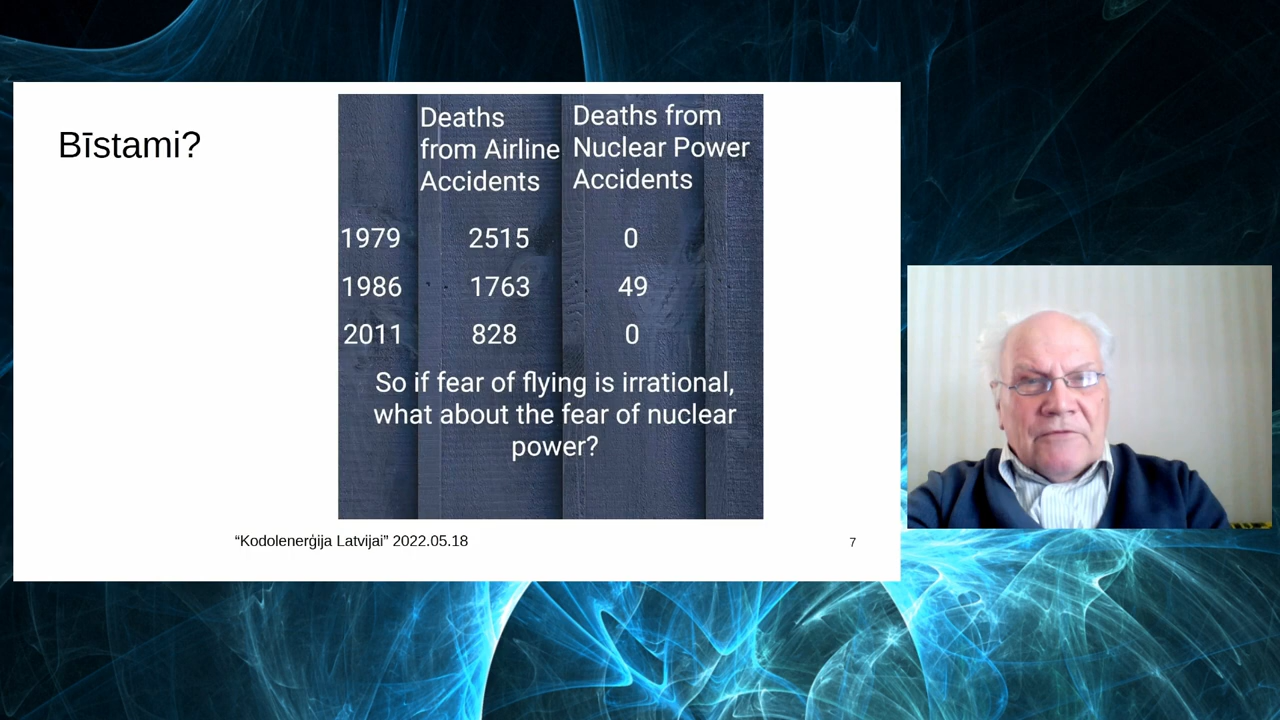 Bīstami?
Deaths
from Airline
Accidents
Deaths from
Nuclear Power
Accidents
1979 2515 0
1986 1763 49
2011 828 0
So if fear of flying is irrational,
what about the fear of nuclear
power?
“Kodolenerģija Latvijai” 2022.05.18
7